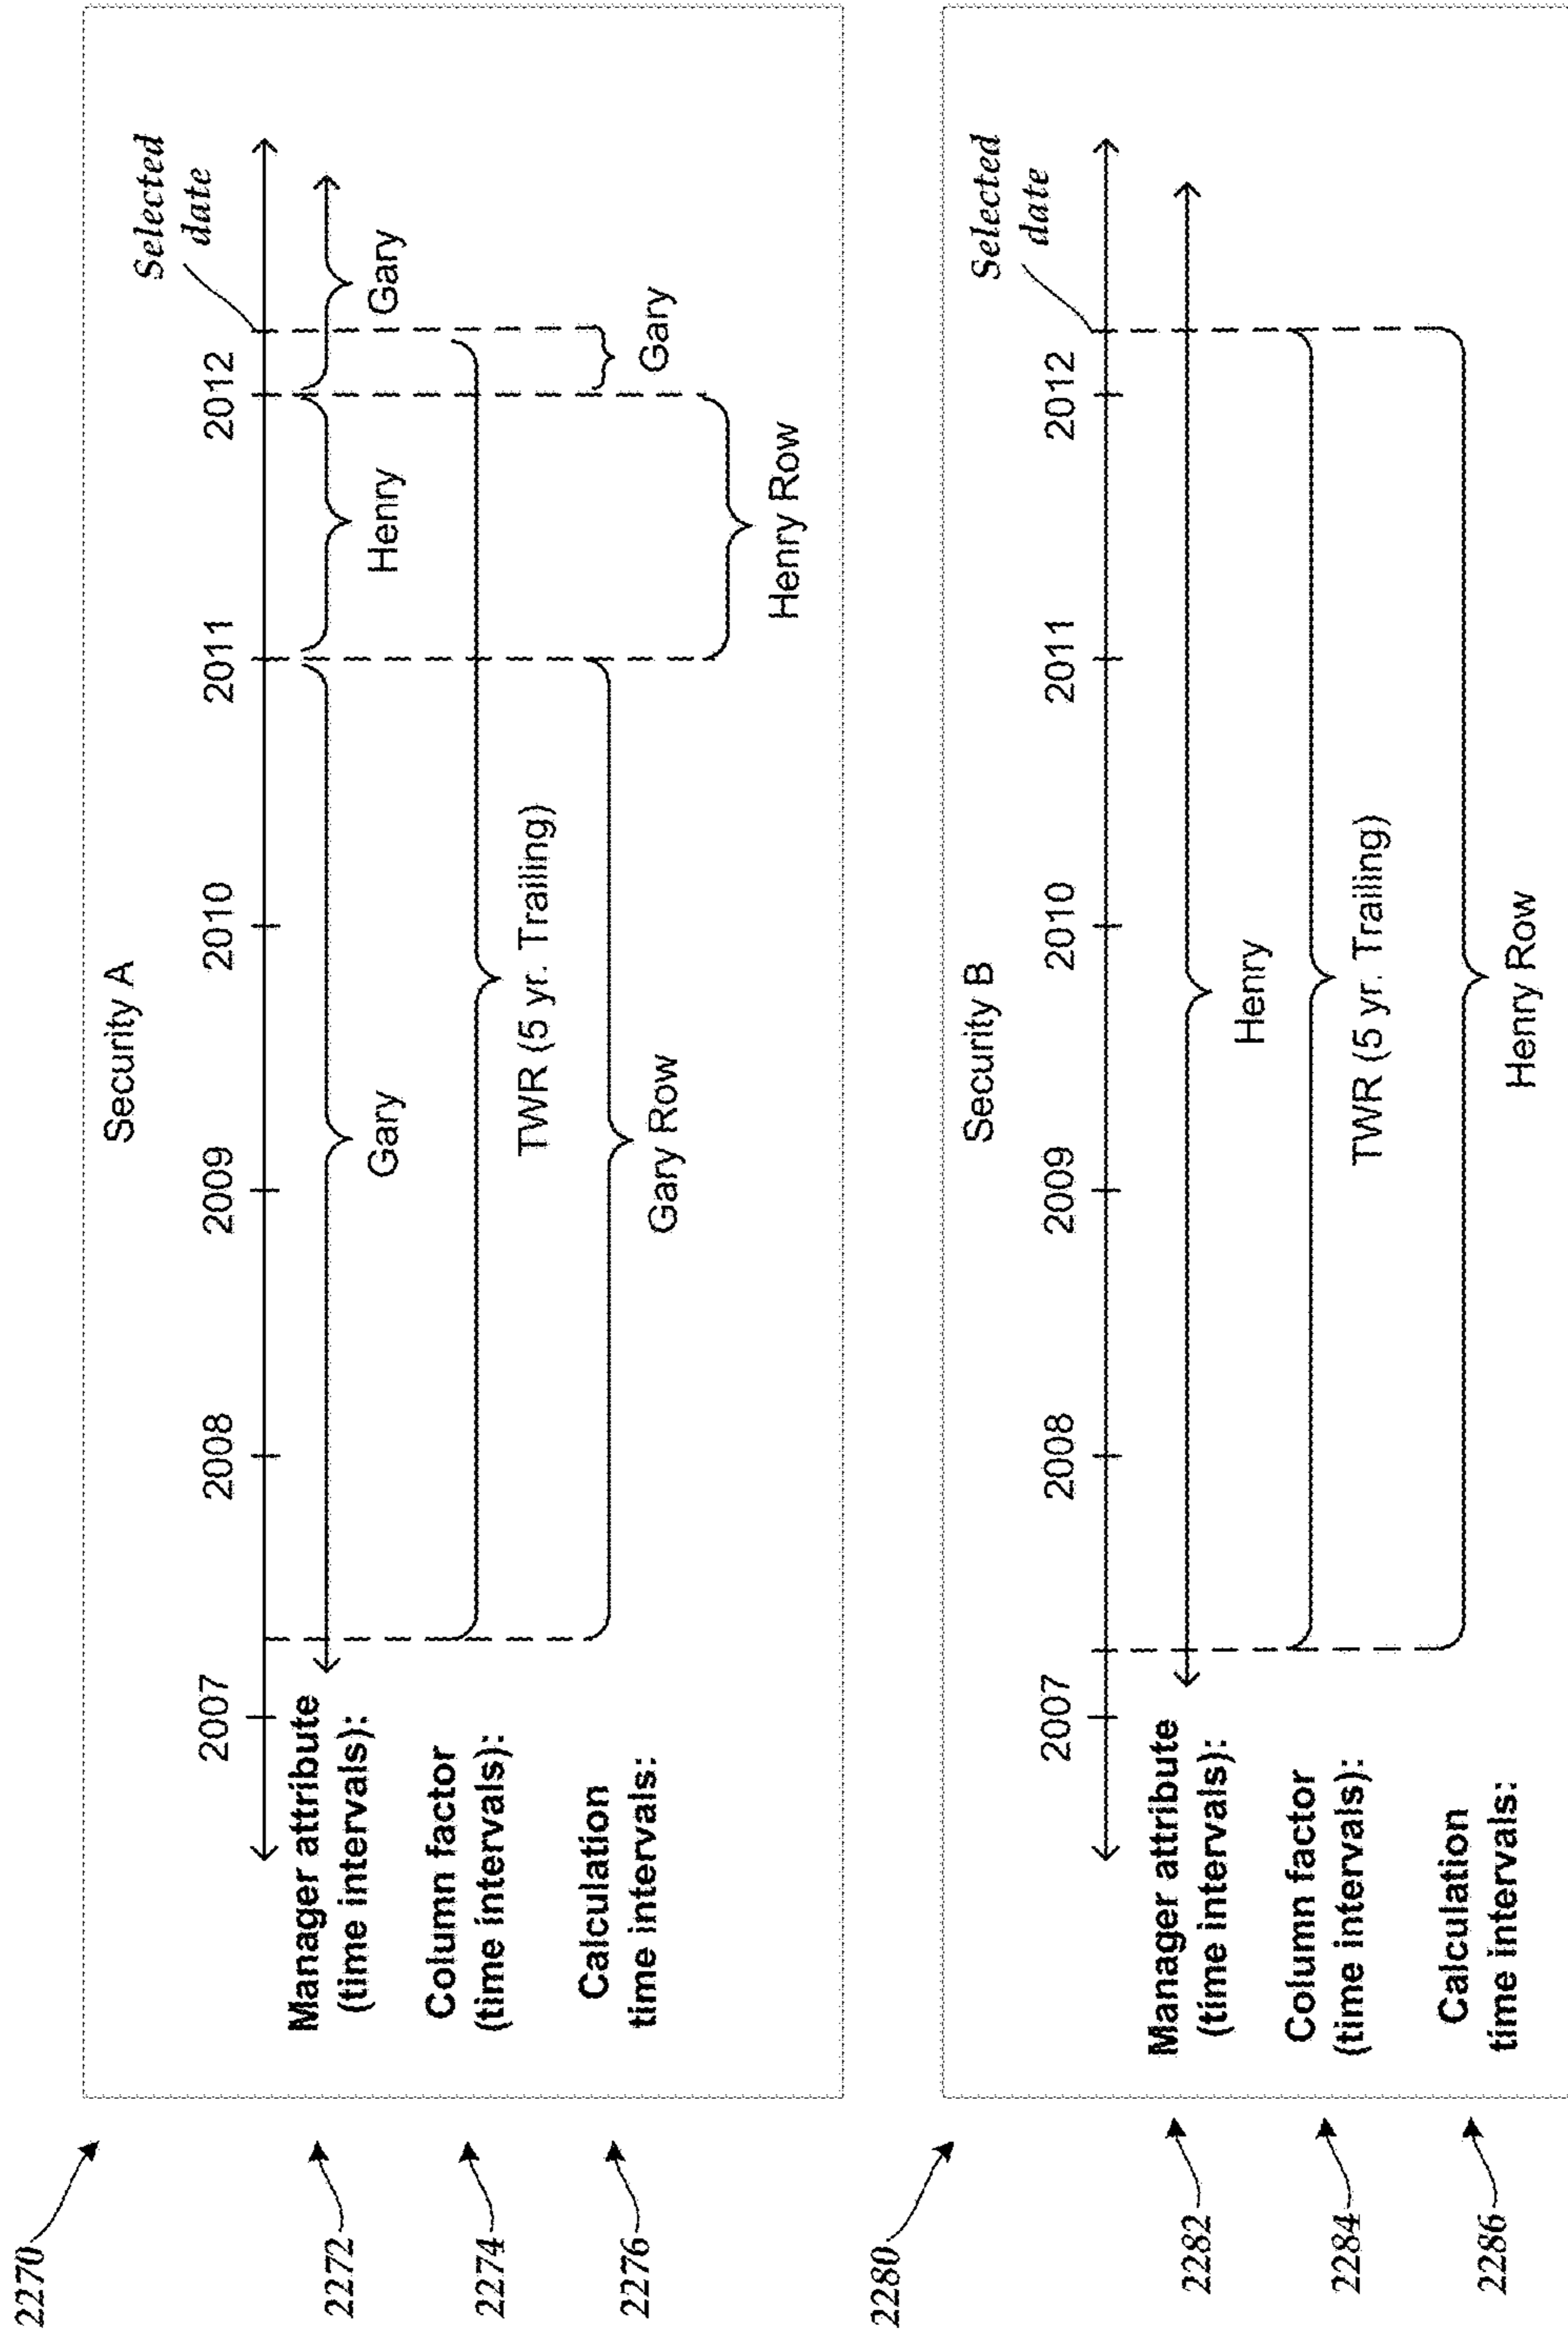 2270
Security A
2007 2008 2009 2010 2011 2012
Selected
date
2272
Manager attribute
(time intervals):
Gary Henry Gary
2274
Column factor
(time intervals):
TWR (5 yr. Trailing)
2276
Calculation
time intervals:
Gary Row
Gary
Henry Row
2280
Security B
2007 2008 2009 2010 2011 2012
Selected
date
2282
Manager attribute
(time intervals):
Henry
2284
Column factor
(time intervals):
TWR (5 yr. Trailing)
2286
Calculation
time intervals:
Henry Row